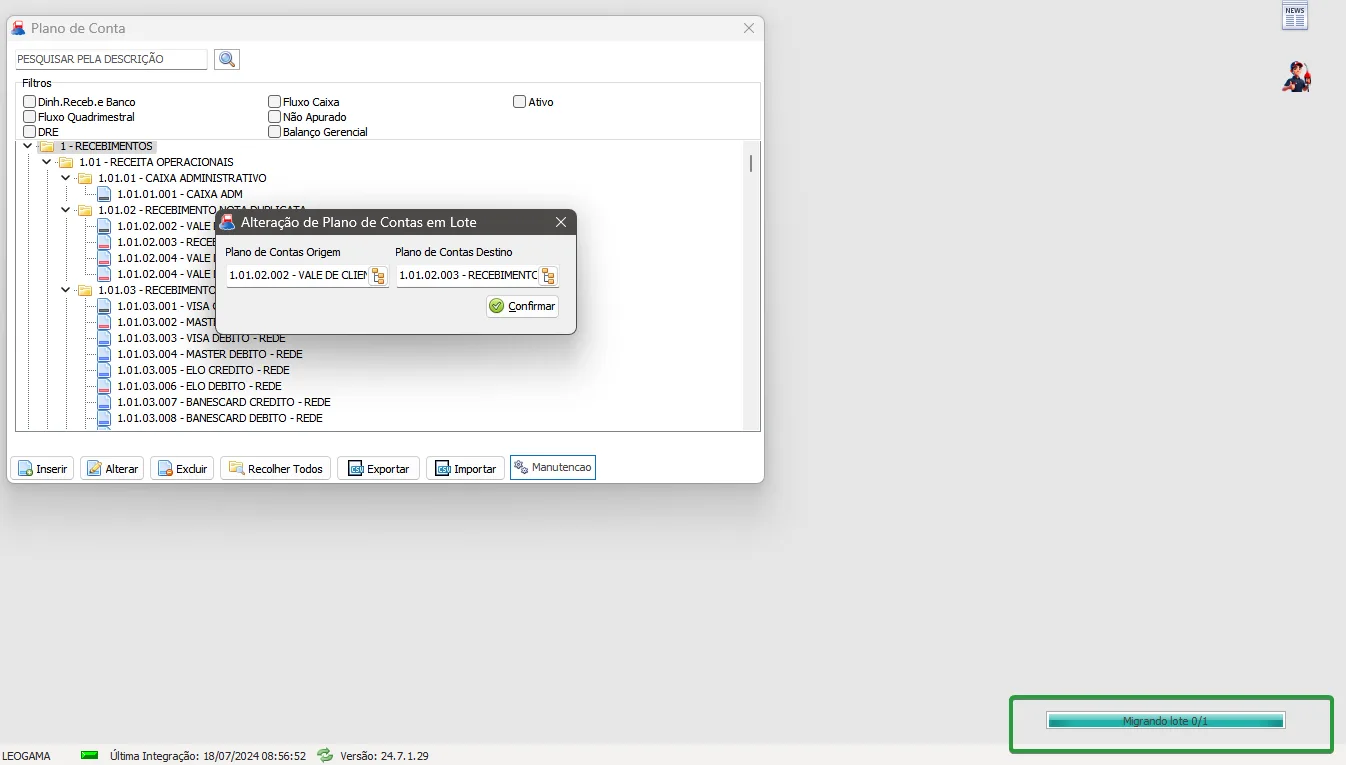 NEWS
Plano de Conta
PESQUISAR PELA DESCRIÇÃO
Filtros
Dinh.Receb.e Banco
Fluxo Caixa
Ativo
Fluxo Quadrimestral
Não Apurado
DRE
Balanço Gerencial
1 - RECEBIMENTOS
1.01 - RECEITA OPERACIONAIS
1.01.01 - CAIXA ADMINISTRATIVO
1.01.01.001 - CAIXA ADM
1.01.02 - RECEBIMENTO NOTA DUPLICATA
1.01.02.002 - VALE
1.01.02.003 - RECE
1.01.02.004 - VALE
1.01.02.004 - VALE
1.01.03 - RECEBIMENTO
1.01.03.001 - VISA
1.01.03.002 - MAST
1.01.03.003 - VISA DEBITO - REDE
1.01.03.004 - MASTER DEBITO - REDE
1.01.03.005 - ELO CREDITO - REDE
1.01.03.006 - ELO DEBITO - REDE
1.01.03.007 - BANESCARD CREDITO - REDE
1.01.03.008 - BANESCARD DEBITO - REDE
Alteração de Plano de Contas em Lote
Plano de Contas Origem
Plano de Contas Destino
1.01.02.002 - VALE DE CLIEN
1.01.02.003 - RECEBIMENTO
Confirmar
Inserir
Alterar
Excluir
Recolher Todos
CSV Exportar
CSV Importar
Manutencao
Migrando lote 0/1
LEOGAMA
Última Integração: 18/07/2024 08:56:52
Versão: 24.7.1.29